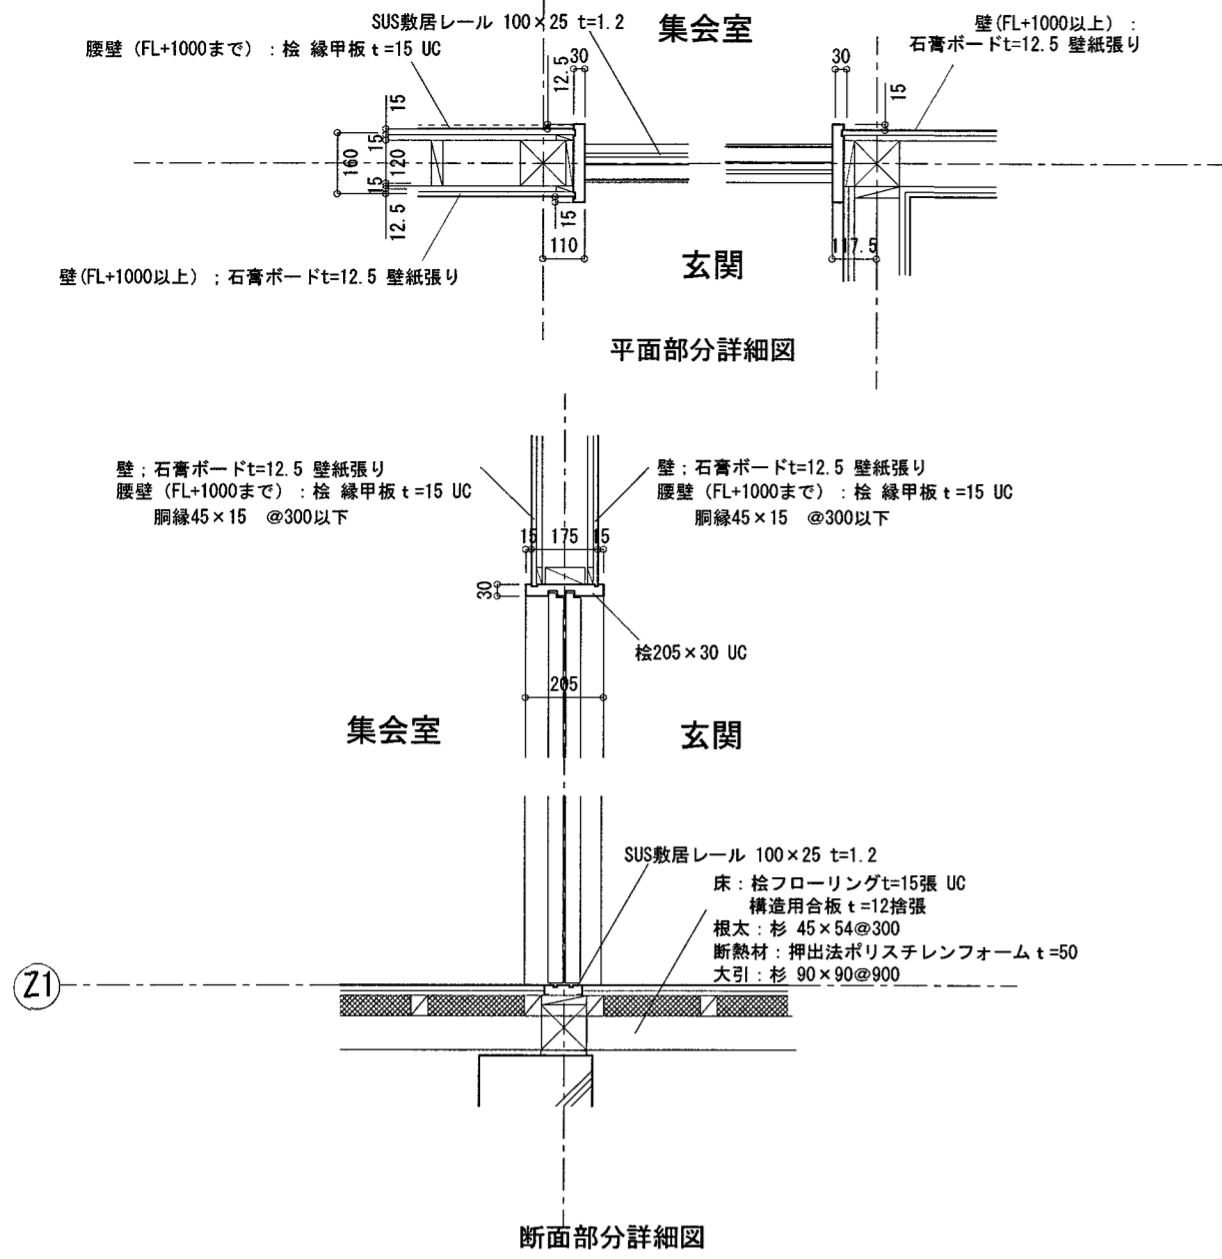 SUS敷居レール 100×25 t=1.2
集会室
壁(FL+1000以上) :
石膏ボードt=12.5 壁紙張り
腰壁 (FL+1000まで) : 桧 縁甲板 t=15 UC
12.5
30
30
15
15
15
160
120
15
12.5
15
110
117.5
玄関
壁(FL+1000以上) ; 石膏ボードt=12.5 壁紙張り
平面部分詳細図
壁 ; 石膏ボードt=12.5 壁紙張り
腰壁 (FL+1000まで) : 桧 縁甲板 t=15 UC
胴縁45×15 @300以下
壁 ; 石膏ボードt=12.5 壁紙張り
腰壁 (FL+1000まで) : 桧 縁甲板 t=15 UC
胴縁45×15 @300以下
15 175 15
30
桧205×30 UC
205
集会室
玄関
SUS敷居レール 100×25 t=1.2
床 : 桧フローリングt=15張 UC
構造用合板 t=12捨張
根太 : 杉 45×54@300
断熱材 : 押出法ポリスチレンフォーム t=50
大引 : 杉 90×90@900
Z1
断面部分詳細図